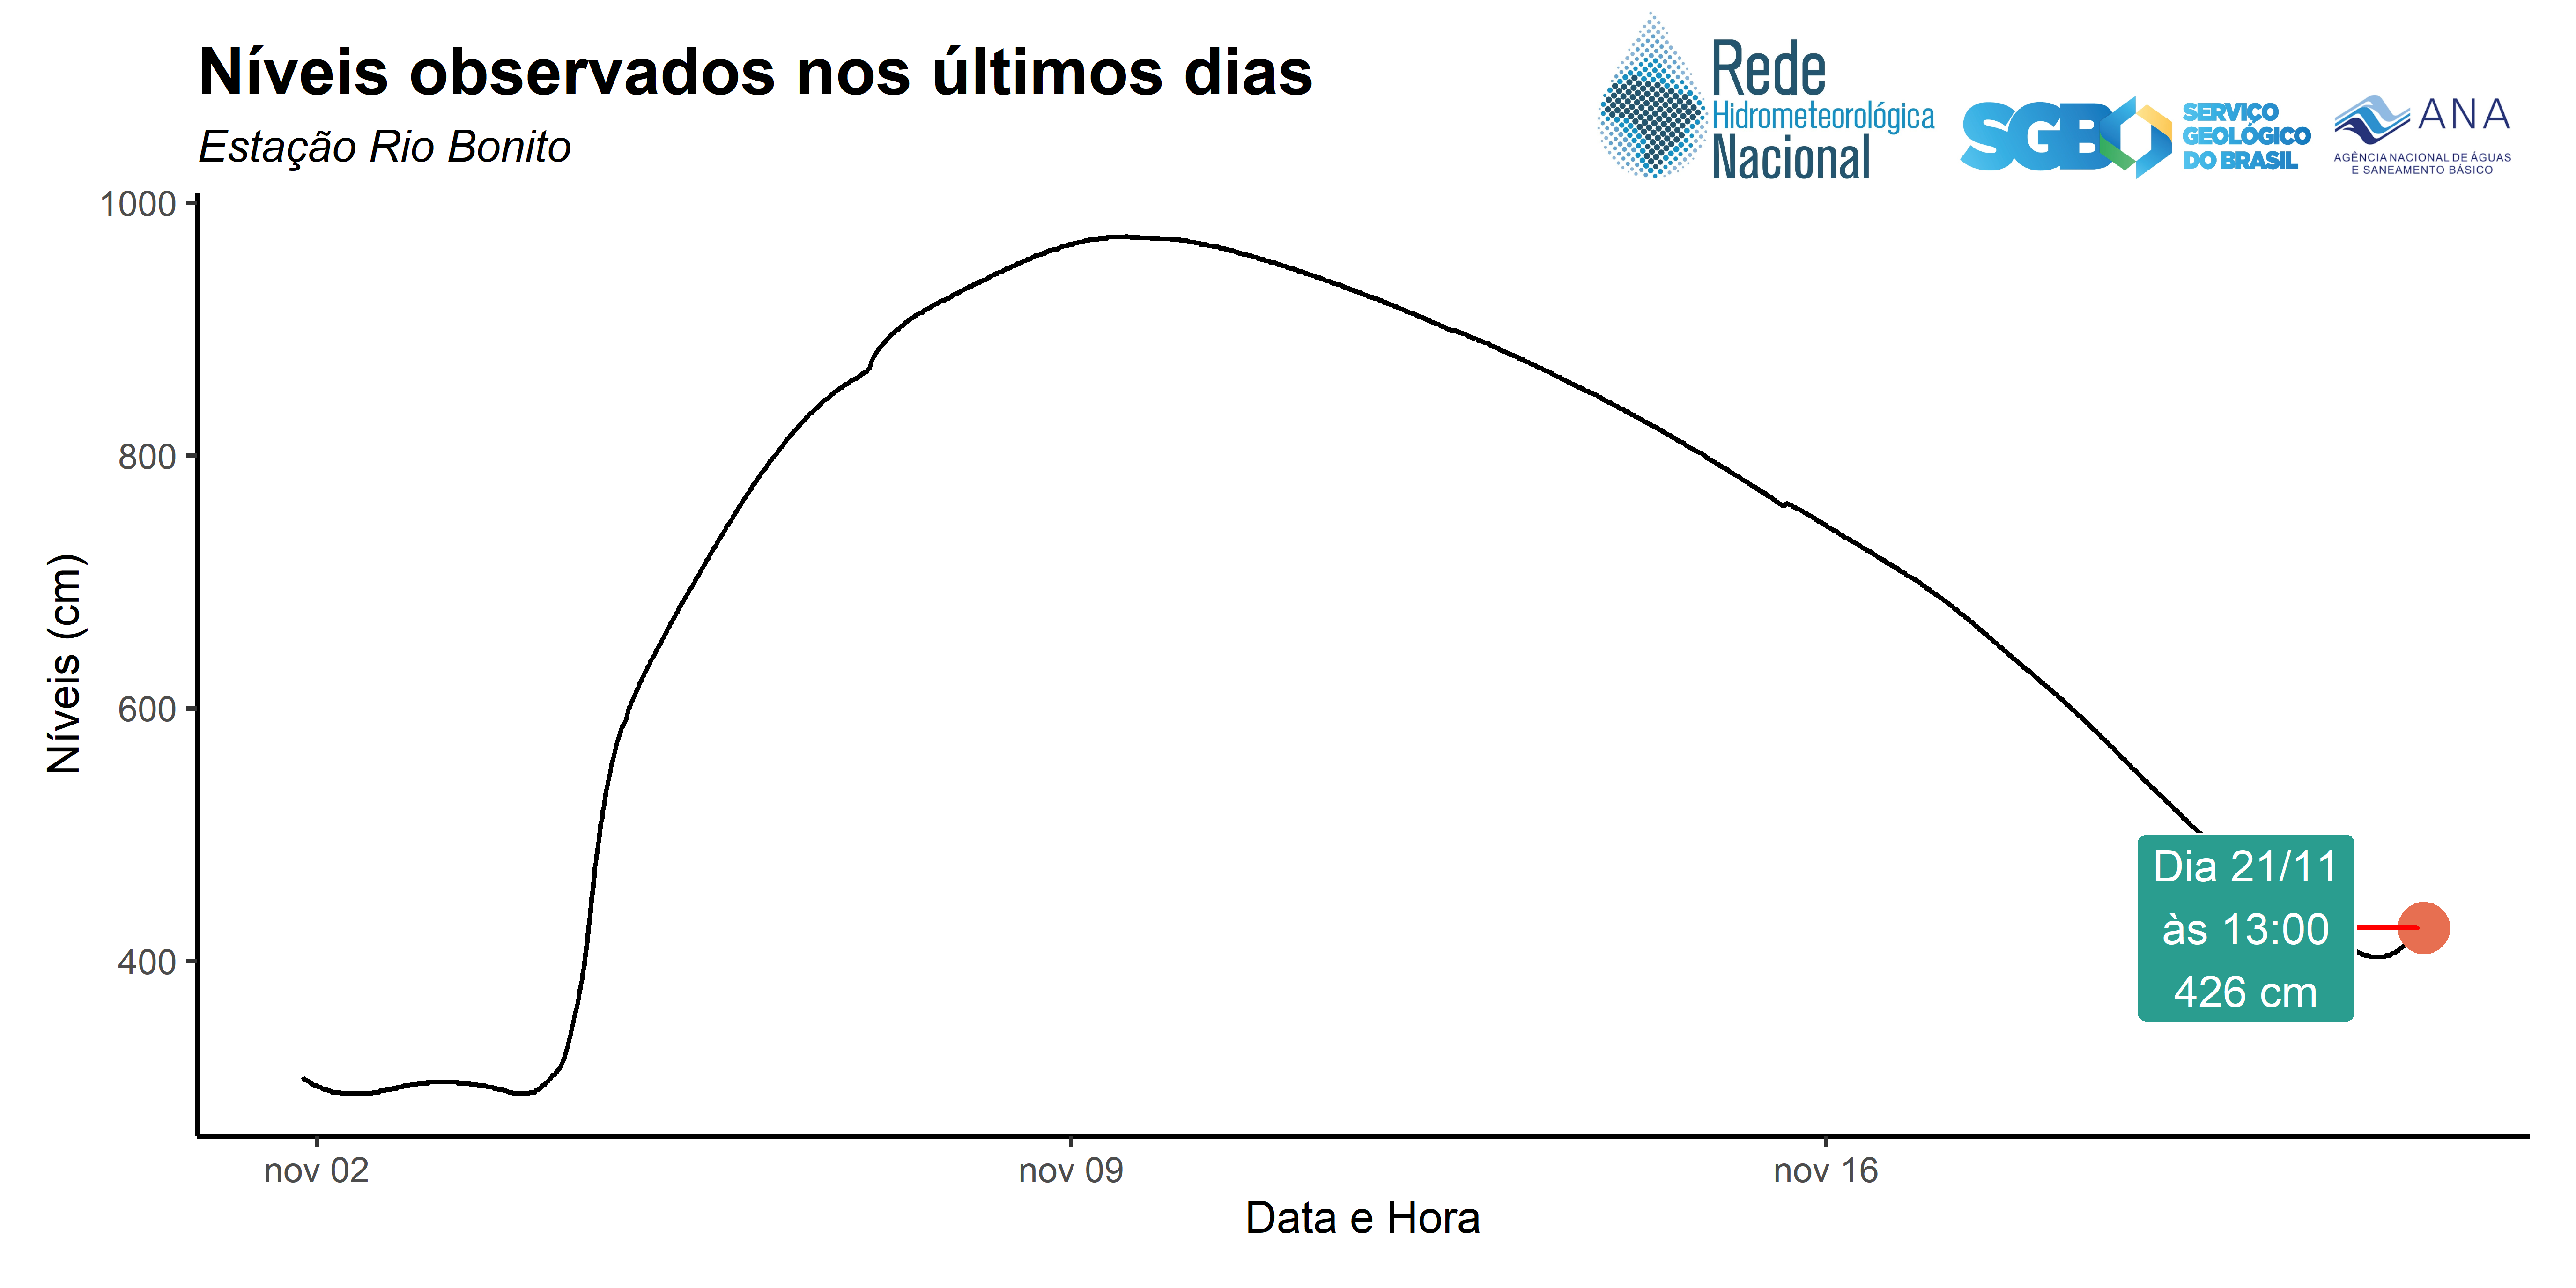 Níveis observados nos últimos dias
Estação Rio Bonito
Rede
Hidrometeorológica
Nacional
SGB
SERVIÇO
GEOLÓGICO
DO BRASIL
ANA
AGÊNCIA NACIONAL DE ÁGUAS
E SANEAMENTO BÁSICO
1000
800
600
400
Níveis (cm)
Dia 21/11
às 13:00
426 cm
nov 02
nov 09
nov 16
Data e Hora